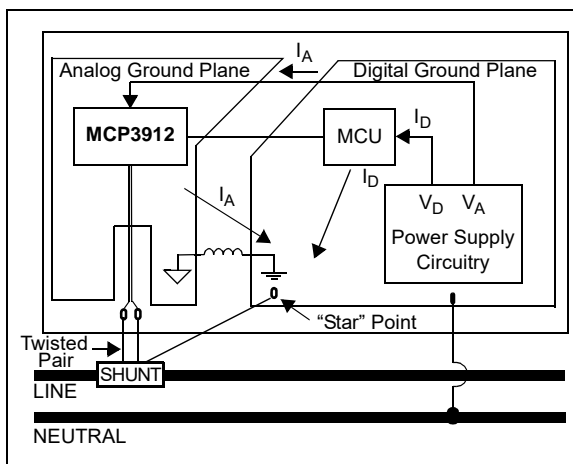 I_A
Analog Ground Plane
Digital Ground Plane
MCP3912
MCU
I_D
I_A
I_D
V_D V_A
Power Supply
Circuitry
"Star" Point
Twisted
Pair
SHUNT
LINE
NEUTRAL